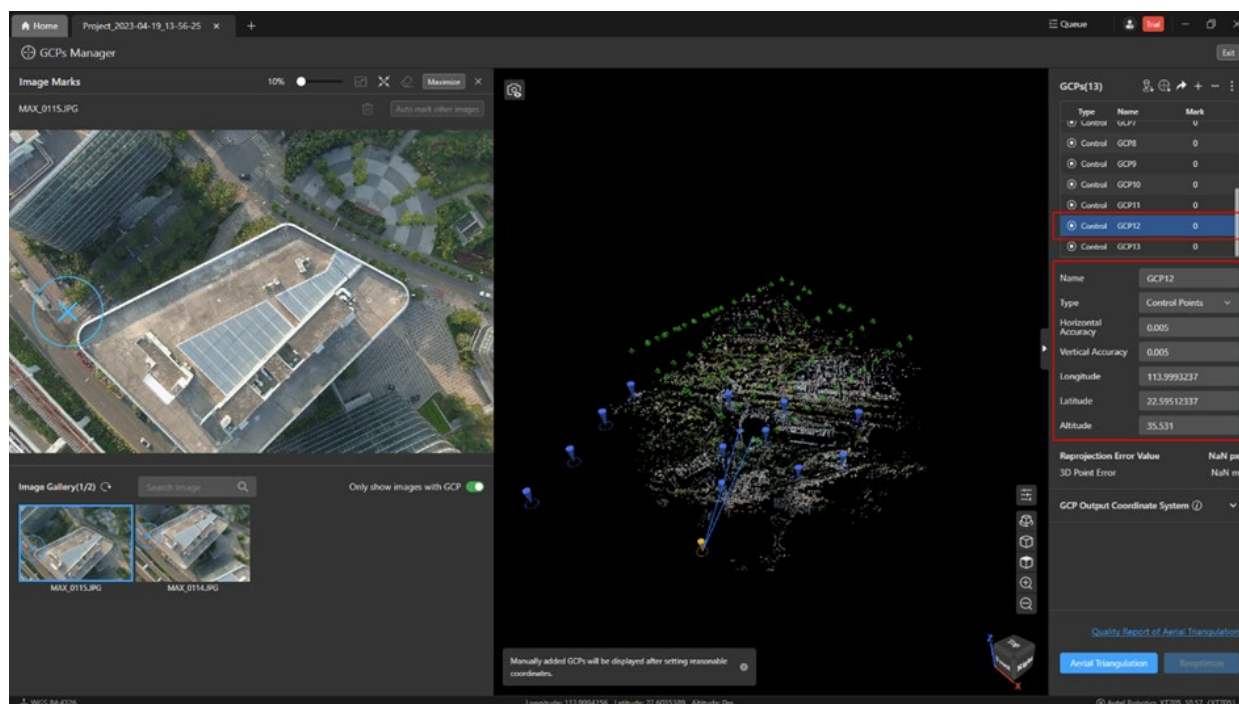 Home Project_2023-04-19_13-56-25 × + Queue Trial
GCPs Manager Exit
Image Marks 10% Maximize ×
MAX_0115.JPG Auto mark other images
GCPs(13)
Type Name Mark
Control GCP7 0
Control GCP8 0
Control GCP9 0
Control GCP10 0
Control GCP11 0
Control GCP12 0
Control GCP13 0
Name GCP12
Type Control Points
Horizontal
Accuracy 0.005
Vertical Accuracy 0.005
Longitude 113.9993237
Latitude 22.59512337
Altitude 35.531
Reprojection Error Value NaN px
3D Point Error NaN m
GCP Output Coordinate System
Image Gallery(1/2) Search image Only show images with GCP
MAX_0115.JPG MAX_0114.JPG
Manually added GCPs will be displayed after setting reasonable
coordinates.
Z TOP X
Quality Report of Aerial Triangulation
Aerial Triangulation Reoptimize